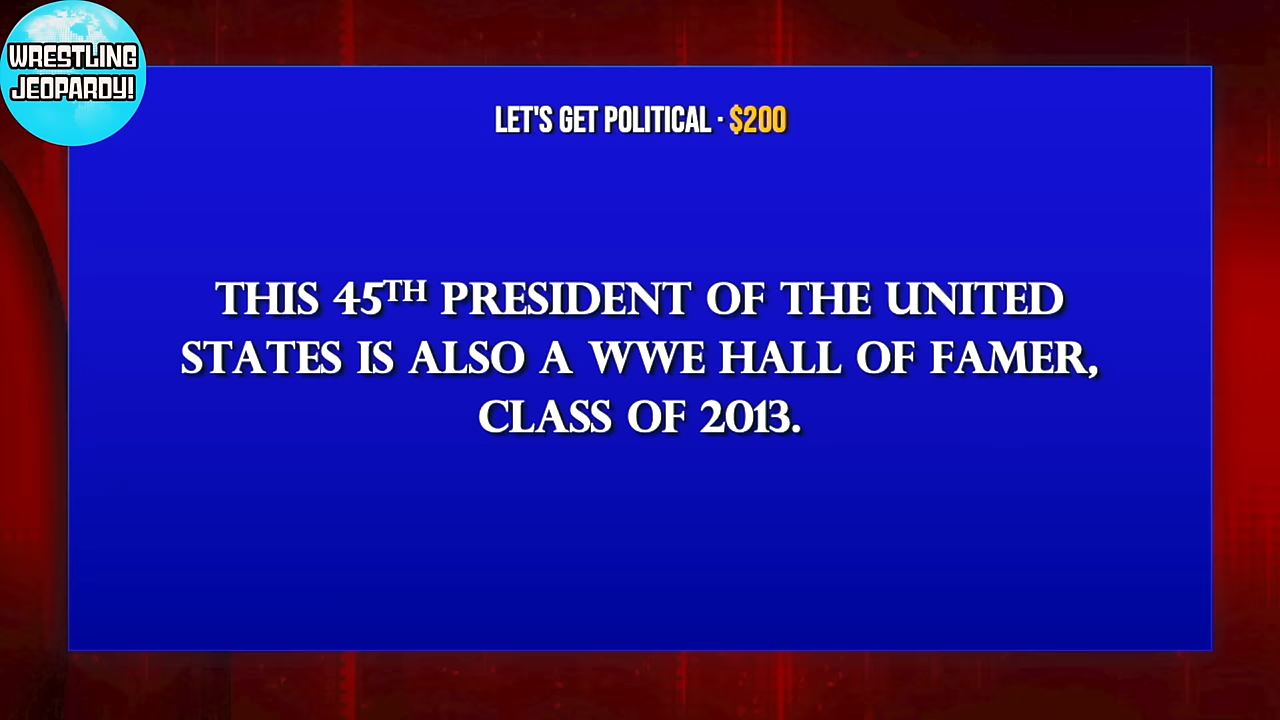 WRESTLING
JEOPARDY!
LET'S GET POLITICAL · $200
THIS 45TH PRESIDENT OF THE UNITED
STATES IS ALSO A WWE HALL OF FAMER,
CLASS OF 2013.